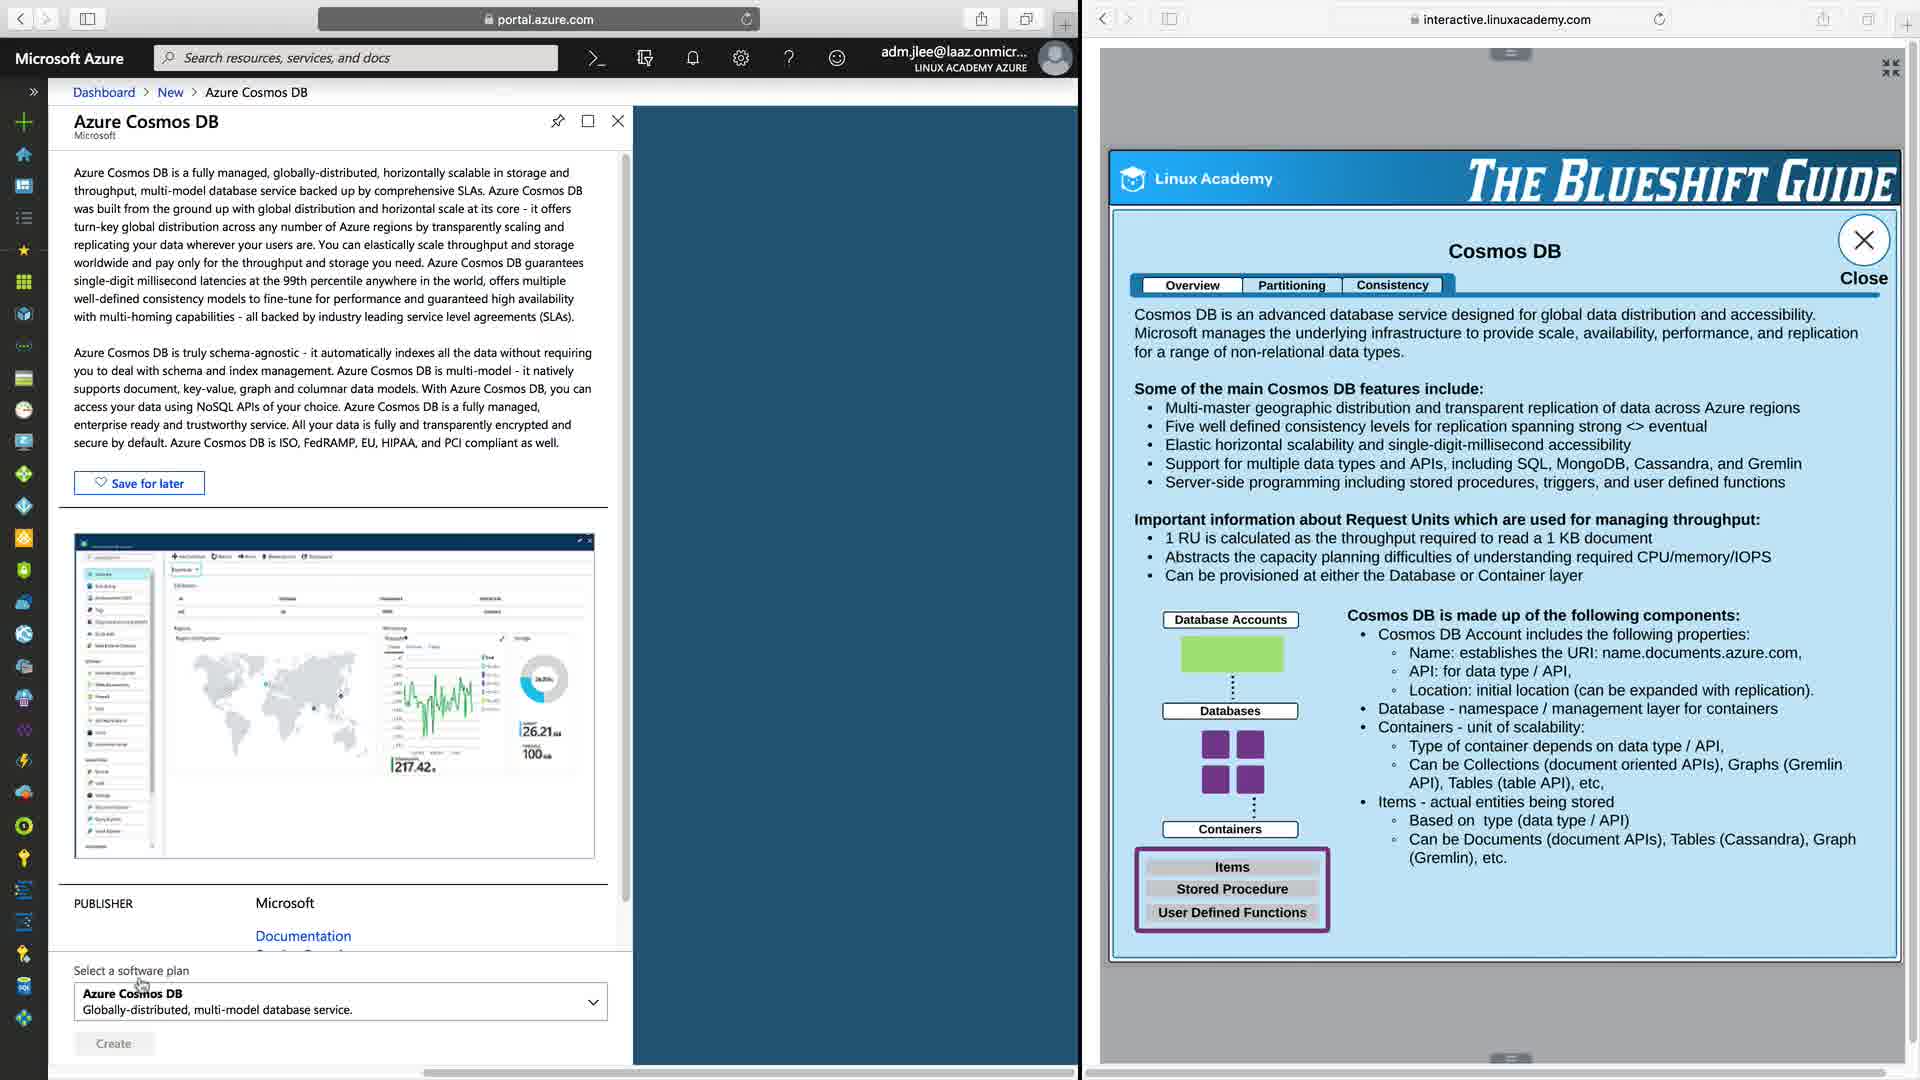 portal.azure.com
Microsoft Azure
Search resources, services, and docs
adm.jlee@laaz.onmicr...
LINUX ACADEMY AZURE
Dashboard > New > Azure Cosmos DB
Azure Cosmos DB
Microsoft
Azure Cosmos DB is a fully managed, globally-distributed, horizontally scalable in storage and
throughput, multi-model database service backed up by comprehensive SLAs. Azure Cosmos DB
was built from the ground up with global distribution and horizontal scale at its core - it offers
turn-key global distribution across any number of Azure regions by transparently scaling and
replicating your data wherever your users are. You can elastically scale throughput and storage
worldwide and pay only for the throughput and storage you need. Azure Cosmos DB guarantees
single-digit millisecond latencies at the 99th percentile anywhere in the world, offers multiple
well-defined consistency models to fine-tune for performance and guaranteed high availability
with multi-homing capabilities - all backed by industry leading service level agreements (SLAs).
Azure Cosmos DB is truly schema-agnostic - it automatically indexes all the data without requiring
you to deal with schema and index management. Azure Cosmos DB is multi-model - it natively
supports document, key-value, graph and columnar data models. With Azure Cosmos DB, you can
access your data using NoSQL APIs of your choice. Azure Cosmos DB is a fully managed,
enterprise ready and trustworthy service. All your data is fully and transparently encrypted and
secure by default. Azure Cosmos DB is ISO, FedRAMP, EU, HIPAA, and PCI compliant as well.
Save for later
26.21
100
217.42
PUBLISHER Microsoft
Documentation
Select a software plan
Azure Cosmos DB
Globally-distributed, multi-model database service.
Create
interactive.linuxacademy.com
Linux Academy
THE BLUESHIFT GUIDE
Cosmos DB
Close
Overview Partitioning Consistency
Cosmos DB is an advanced database service designed for global data distribution and accessibility.
Microsoft manages the underlying infrastructure to provide scale, availability, performance, and replication
for a range of non-relational data types.
Some of the main Cosmos DB features include:
• Multi-master geographic distribution and transparent replication of data across Azure regions
• Five well defined consistency levels for replication spanning strong <> eventual
• Elastic horizontal scalability and single-digit-millisecond accessibility
• Support for multiple data types and APIs, including SQL, MongoDB, Cassandra, and Gremlin
• Server-side programming including stored procedures, triggers, and user defined functions
Important information about Request Units which are used for managing throughput:
• 1 RU is calculated as the throughput required to read a 1 KB document
• Abstracts the capacity planning difficulties of understanding required CPU/memory/IOPS
• Can be provisioned at either the Database or Container layer
Database Accounts
Databases
Containers
Items
Stored Procedure
User Defined Functions
Cosmos DB is made up of the following components:
• Cosmos DB Account includes the following properties:
◦ Name: establishes the URI: name.documents.azure.com,
◦ API: for data type / API,
◦ Location: initial location (can be expanded with replication).
• Database - namespace / management layer for containers
• Containers - unit of scalability:
◦ Type of container depends on data type / API,
◦ Can be Collections (document oriented APIs), Graphs (Gremlin
API), Tables (table API), etc,
• Items - actual entities being stored
◦ Based on type (data type / API)
◦ Can be Documents (document APIs), Tables (Cassandra), Graph
(Gremlin), etc.